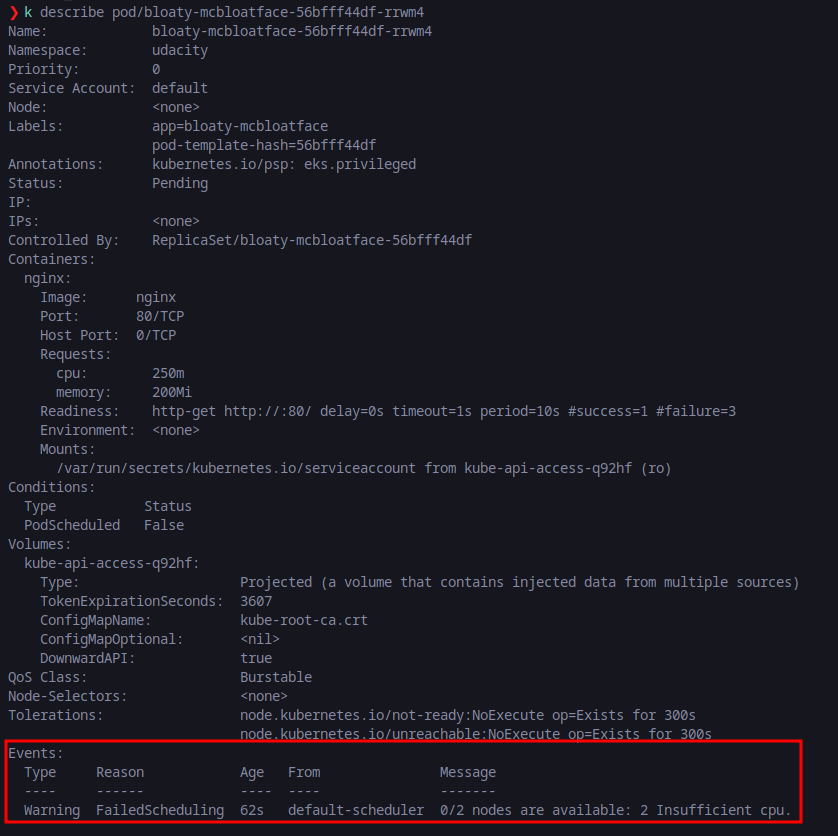 ❯ k describe pod/bloaty-mcbloatface-56bfff44df-rrwm4
Name:             bloaty-mcbloatface-56bfff44df-rrwm4
Namespace:        udacity
Priority:         0
Service Account:  default
Node:             <none>
Labels:           app=bloaty-mcbloatface
                  pod-template-hash=56bfff44df
Annotations:      kubernetes.io/psp: eks.privileged
Status:           Pending
IP:
IPs:              <none>
Controlled By:    ReplicaSet/bloaty-mcbloatface-56bfff44df
Containers:
  nginx:
    Image:      nginx
    Port:       80/TCP
    Host Port:  0/TCP
    Requests:
      cpu:        250m
      memory:     200Mi
    Readiness:    http-get http://:80/ delay=0s timeout=1s period=10s #success=1 #failure=3
    Environment:  <none>
    Mounts:
      /var/run/secrets/kubernetes.io/serviceaccount from kube-api-access-q92hf (ro)
Conditions:
  Type           Status
  PodScheduled   False
Volumes:
  kube-api-access-q92hf:
    Type:                    Projected (a volume that contains injected data from multiple sources)
    TokenExpirationSeconds:  3607
    ConfigMapName:           kube-root-ca.crt
    ConfigMapOptional:       <nil>
    DownwardAPI:             true
QoS Class:                   Burstable
Node-Selectors:              <none>
Tolerations:                 node.kubernetes.io/not-ready:NoExecute op=Exists for 300s
                             node.kubernetes.io/unreachable:NoExecute op=Exists for 300s
Events:
  Type     Reason            Age   From               Message
  ----     ------            ----  ----               -------
  Warning  FailedScheduling  62s   default-scheduler  0/2 nodes are available: 2 Insufficient cpu.